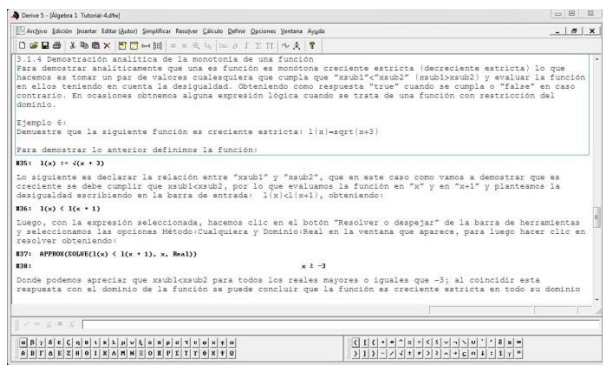 Derive 5 - [Álgebra 1 Tutorial-4.dfw]
Archivo Edición Insertar Editar (Autor) Simplificar Resolver Cálculo Definir Opciones Ventana Ayuda
3.1.4 Demostración analítica de la monotonía de una función
Para demostrar analíticamente que una es función es monótona creciente estricta (decreciente estricta) lo que
hacemos es tomar un par de valores cualesquiera que cumpla que "xsub1"<"xsub2" (xsub1>xsub2) y evaluar la función
en ellos teniendo en cuenta la desigualdad. Obteniendo como respuesta "true" cuando se cumpla o "false" en caso
contrario. En ocasiones obtnemos alguna expresión lógica cuando se trata de una función con restricción del
dominio.
Ejemplo 6:
Demuestre que la siguiente función es creciente estricta: l(x)=sqrt(x+3)
Para demostrar lo anterior definimos la función:
#35: l(x) := √(x + 3)
Lo siguiente es declarar la relación entre "xsub1" y "xsub2", que en este caso como vamos a demostrar que es
creciente se debe cumplir que xsub1<xsub2, por lo que evaluamos la función en "x" y en "x+1" y planteamos la
desigualdad escribiendo en la barra de entrada: l(x)<l(x+1), obteniendo:
#36: l(x) < l(x + 1)
Luego, con la expresión seleccionada, hacemos clic en el botón "Resolver o despejar" de la barra de herramientas
y seleccionamos las opciones Método:Cualquiera y Dominio:Real en la ventana que aparece, para luego hacer clic en
resolver obteniendo:
#37: APPROX(SOLVE(l(x) < l(x + 1), x, Real))
#38: x ≥ -3
Donde podemos apreciar que xsub1<xsub2 para todos los reales mayores o iguales que -3; al coincidir esta
respuesta con el dominio de la función se puede concluir que la función es creciente estricta en todo su dominio